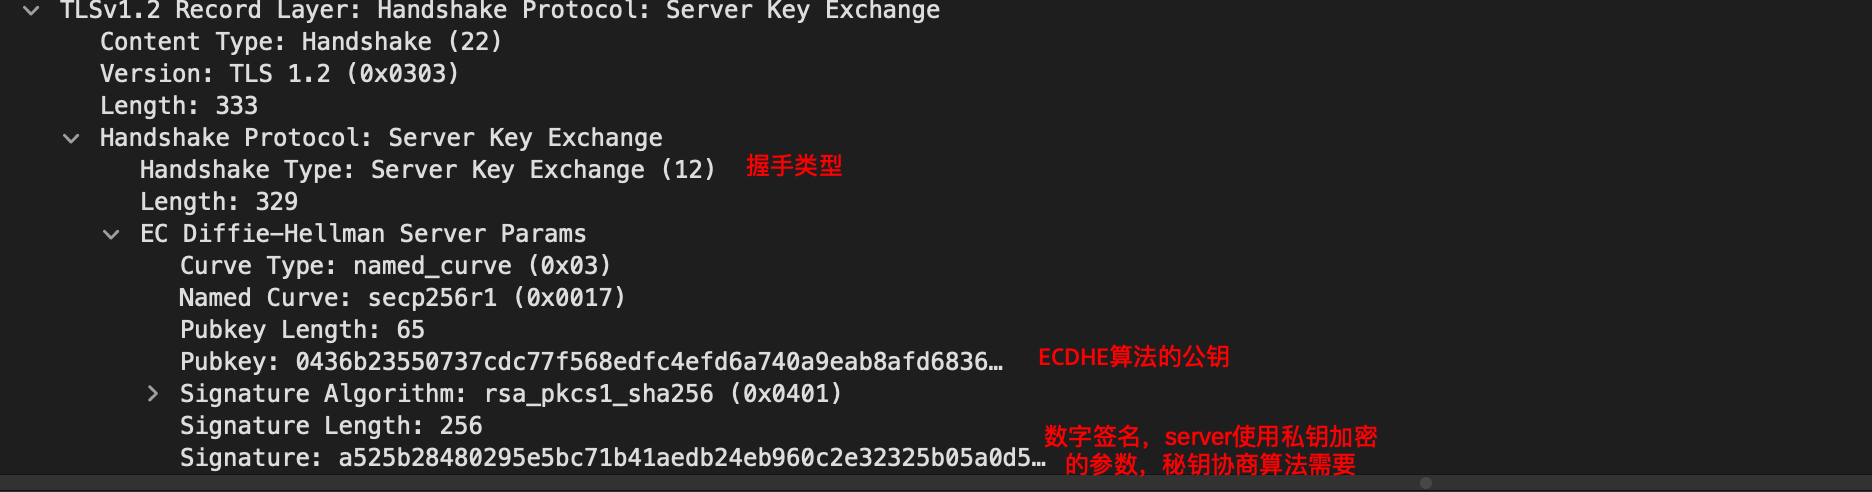 TLSv1.2 Record Layer: Handshake Protocol: Server Key Exchange
Content Type: Handshake (22)
Version: TLS 1.2 (0x0303)
Length: 333
Handshake Protocol: Server Key Exchange
Handshake Type: Server Key Exchange (12) 握手类型
Length: 329
EC Diffie-Hellman Server Params
Curve Type: named_curve (0x03)
Named Curve: secp256r1 (0x0017)
Pubkey Length: 65
Pubkey: 0436b23550737cdc77f568edfc4efd6a740a9eab8afd6836… ECDHE算法的公钥
Signature Algorithm: rsa_pkcs1_sha256 (0x0401)
Signature Length: 256
Signature: a525b28480295e5bc71b41aedb24eb960c2e32325b05a0d5…
数字签名，server使用私钥加密
的参数，秘钥协商算法需要